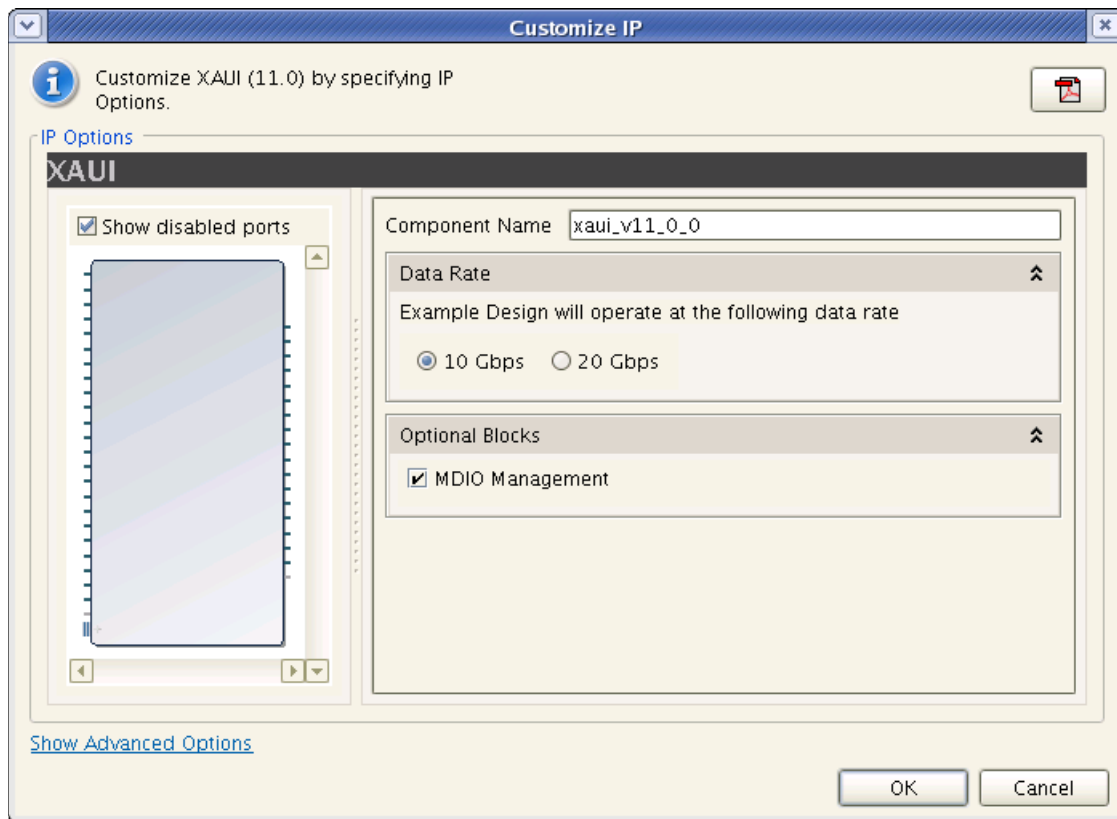 Customize IP
Customize XAUI (11.0) by specifying IP
Options.
IP Options
XAUI
Show disabled ports
Component Name xaui_v11_0_0
Data Rate
Example Design will operate at the following data rate
10 Gbps 20 Gbps
Optional Blocks
MDIO Management
Show Advanced Options
OK Cancel